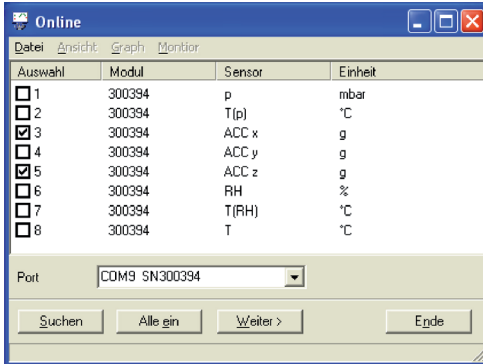 Online
Datei Ansicht Graph Montior
Auswahl Modul Sensor Einheit
1 300394 p mbar
2 300394 T(p) °C
3 300394 ACC x g
4 300394 ACC y g
5 300394 ACC z g
6 300394 RH %
7 300394 T(RH) °C
8 300394 T °C
Port COM9 SN300394
Suchen Alle ein Weiter > Ende